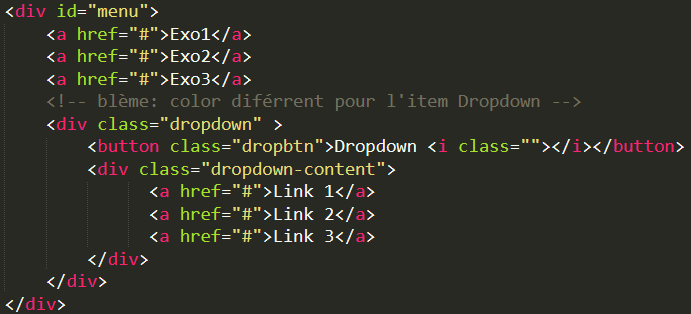 <div id="menu">
<a href="#">Exo1</a>
<a href="#">Exo2</a>
<a href="#">Exo3</a>
<!-- blème: color diférrent pour l'item Dropdown -->
<div class="dropdown" >
<button class="dropbtn">Dropdown <i class=""></i></button>
<div class="dropdown-content">
<a href="#">Link 1</a>
<a href="#">Link 2</a>
<a href="#">Link 3</a>
</div>
</div>
</div>